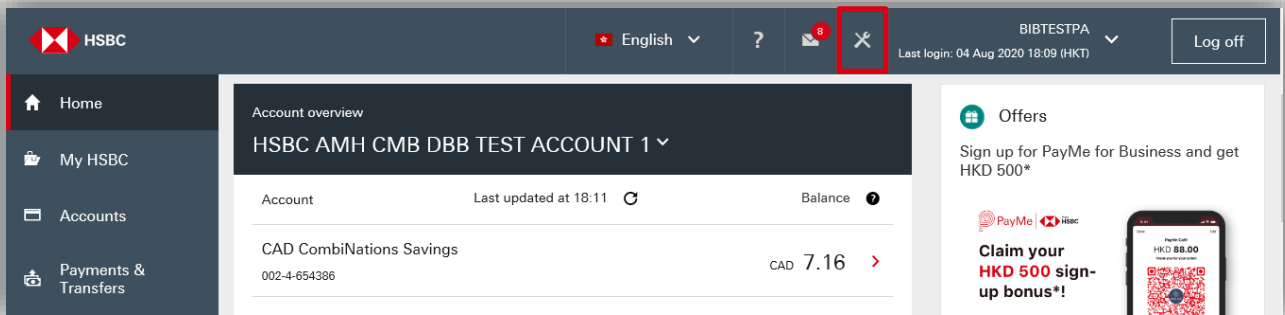 HSBC
English
?
8
BIBTESTPA
Last login: 04 Aug 2020 18:09 (HKT)
Log off
Home
My HSBC
Accounts
Payments &
Transfers
Account overview
HSBC AMH CMB DBB TEST ACCOUNT 1
Account
Last updated at 18:11
Balance
?
CAD CombiNations Savings
002-4-654386
CAD 7.16
Offers
Sign up for PayMe for Business and get
HKD 500*
PayMe
HSBC
Claim your
HKD 500 sign-
up bonus*!
PayMe Café
HKD 88.00